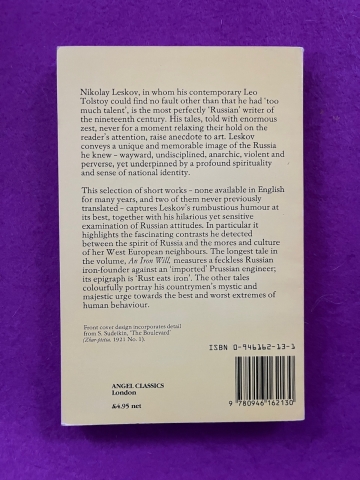 Nikolay Leskov, in whom his contemporary Leo
Tolstoy could find no fault other than that he had 'too
much talent', is the most perfectly 'Russian' writer of
the nineteenth century. His tales, told with enormous
zest, never for a moment relaxing their hold on the
reader's attention, raise anecdote to art. Leskov
conveys a unique and memorable image of the Russia
he knew – wayward, undisciplined, anarchic, violent and
perverse, yet underpinned by a profound spirituality
and sense of national identity.
This selection of short works – none available in English
for many years, and two of them never previously
translated – captures Leskov's rumbustious humour at
its best, together with his hilarious yet sensitive
examination of Russian attitudes. In particular it
highlights the fascinating contrasts he detected
between the spirit of Russia and the mores and culture
of her West European neighbours. The longest tale in
the volume, An Iron Will, measures a feckless Russian
iron-founder against an 'imported' Prussian engineer;
its epigraph is 'Rust eats iron'. The other tales
colourfully portray his countrymen's mystic and
majestic urge towards the best and worst extremes of
human behaviour.
Front cover design incorporates detail
from S. Sudeikin, 'The Boulevard'
(Zhar-ptitsa, 1921 No. 2).
ISBN 0-946162-13-1
ANGEL CLASSICS
London
£4.95 net
9 780946 162130